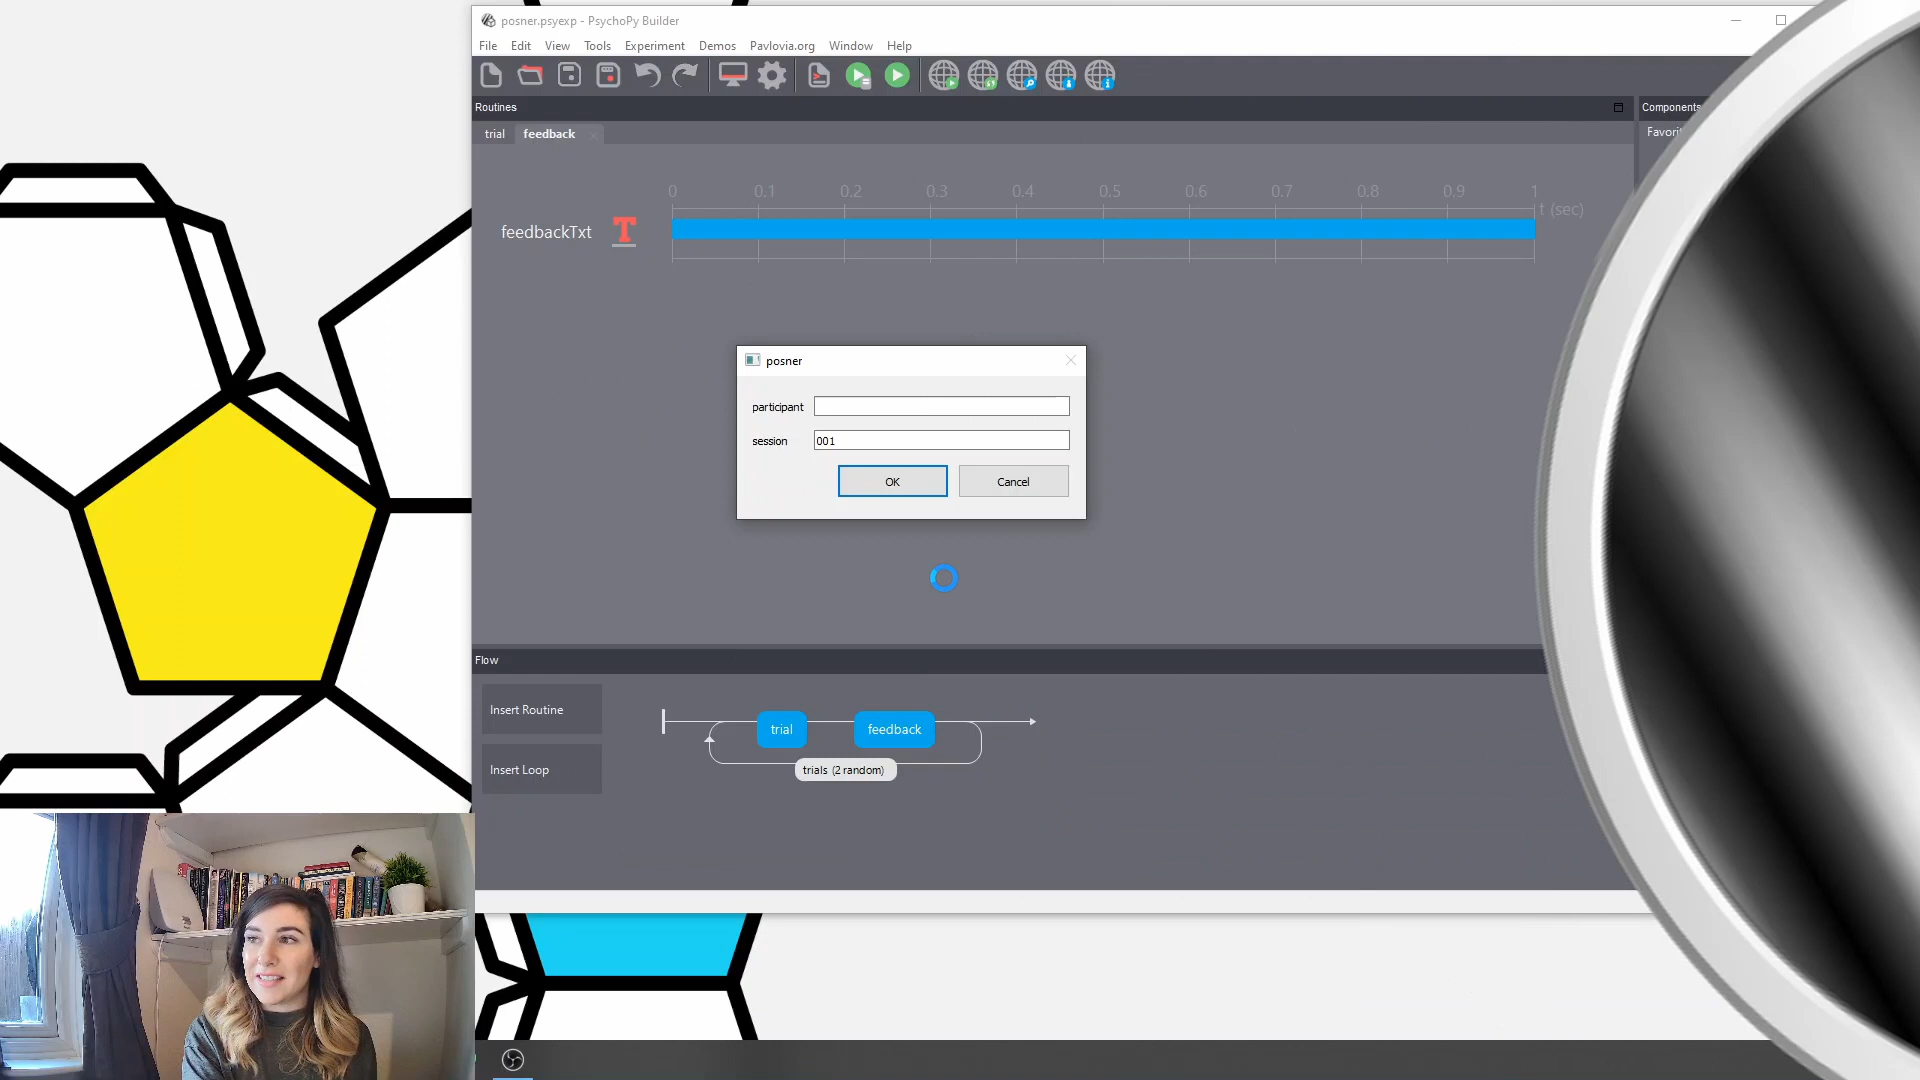 posner.psyexp - PsychoPy Builder
File Edit View Tools Experiment Demos Pavlovia.org Window Help
Routines
Components
trial feedback
0 0.1 0.2 0.3 0.4 0.5 0.6 0.7 0.8 0.9 1
t (sec)
feedbackTxt T
posner
participant
session 001
OK Cancel
Flow
Insert Routine
trial feedback
Insert Loop
trials (2 random)